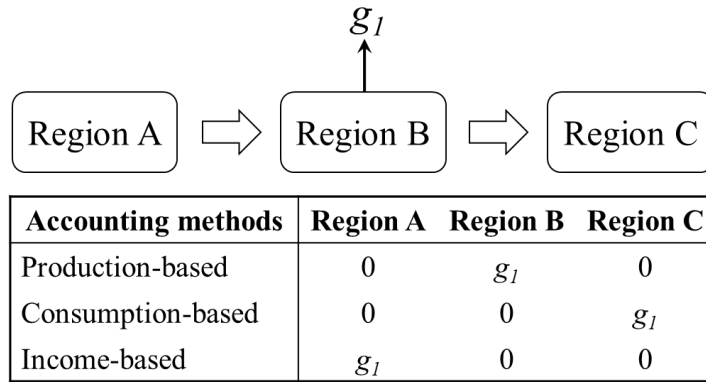 g1
Region A Region B Region C
Accounting methods Region A Region B Region C
Production-based 0 g1 0
Consumption-based 0 0 g1
Income-based g1 0 0